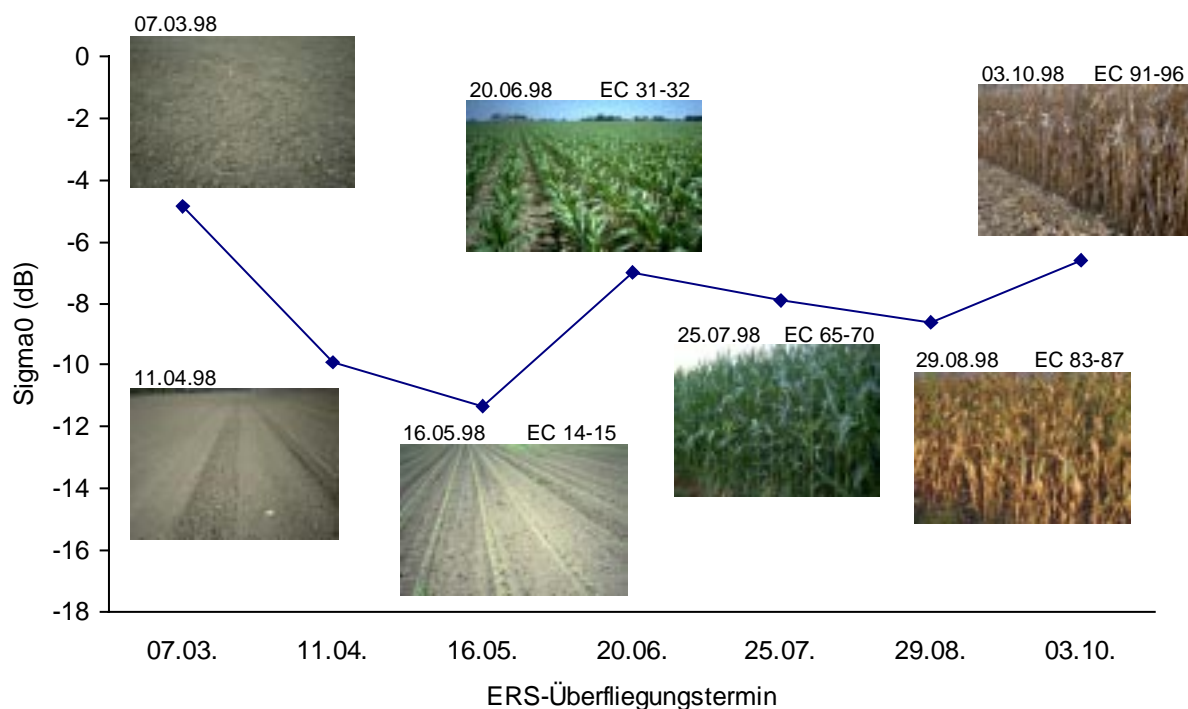 07.03.98
0
-2
-4
-6
-8
-10
-12
-14
-16
-18
Sigma0 (dB)
20.06.98 EC 31-32
03.10.98 EC 91-96
25.07.98 EC 65-70
29.08.98 EC 83-87
11.04.98
16.05.98 EC 14-15
07.03. 11.04. 16.05. 20.06. 25.07. 29.08. 03.10.
ERS-Überfliegungstermin